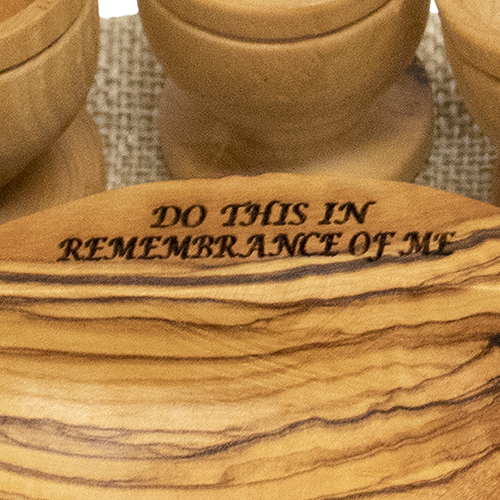 DO THIS IN
REMEMBRANCE OF ME